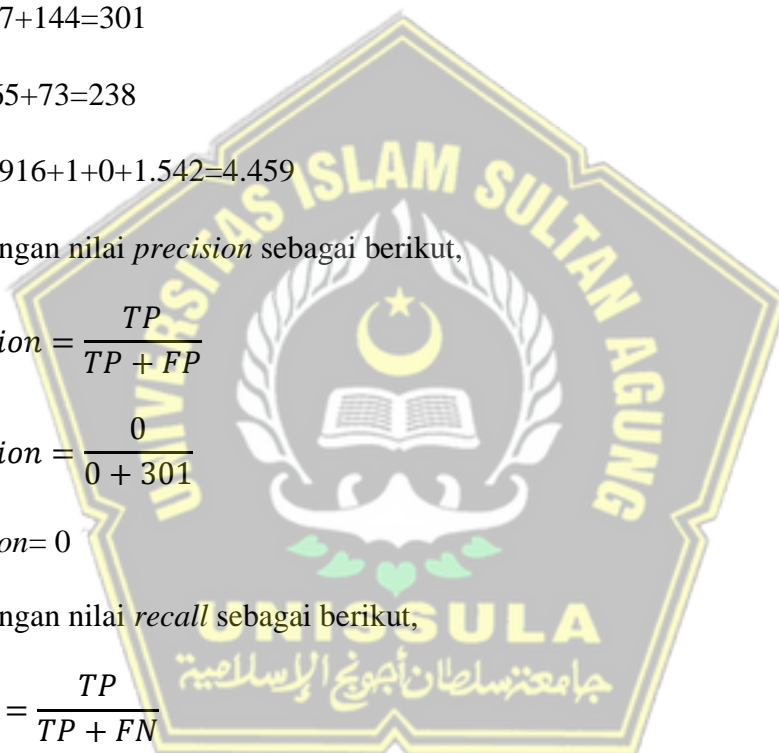 7+144=301
65+73=238
916+1+0+1.542=4.459
ngan nilai precision sebagai berikut,
ion = TP / TP + FP
ion = 0 / 0 + 301
on= 0
ngan nilai recall sebagai berikut,
= TP / TP + FN
UNIVERSITAS ISLAM SULTAN AGUNG
UNISSULA
جامعتسلطان أجونج الإسلامية